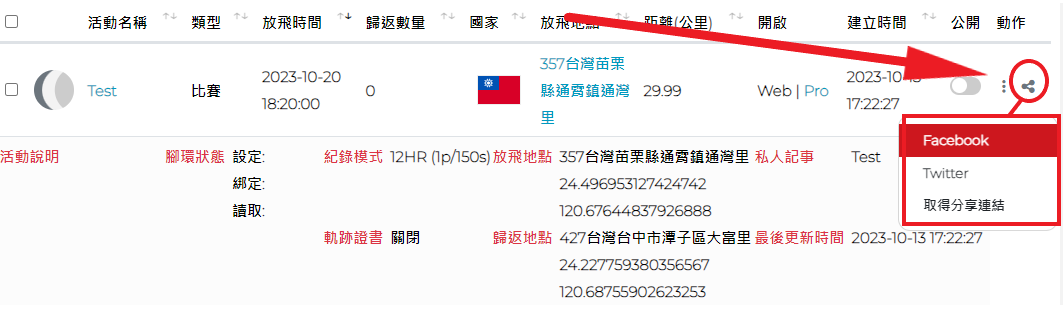 活動名稱 類型 放飛時間 歸返數量 國家 放飛地點 距離(公里) 開啟 建立時間 公開 動作
357台灣苗栗
2023-10-20 2023-10-13
Test 比賽 0 縣通霄鎮通灣 29.99 Web | Pro
18:20:00 17:22:27
里
Facebook
活動說明 腳環狀態 設定: 紀錄模式 12HR (1p/150s) 放飛地點 357台灣苗栗縣通霄鎮通灣里 私人記事 Test
Twitter
綁定: 24.496953127424742
取得分享連結
讀取: 120.67644837926888
軌跡證書 關閉 歸返地點 427台灣台中市潭子區大富里 最後更新時間 2023-10-13 17:22:27
24.227759380356567
120.68755902623253